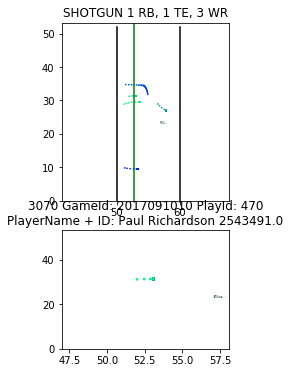 SHOTGUN 1 RB, 1 TE, 3 WR
50
40
30
20
10
0
50 60
3070 GameId: 2017091010 PlayId: 470
PlayerName + ID: Paul Richardson 2543491.0
40
20
0
47.5 50.0 52.5 55.0 57.5